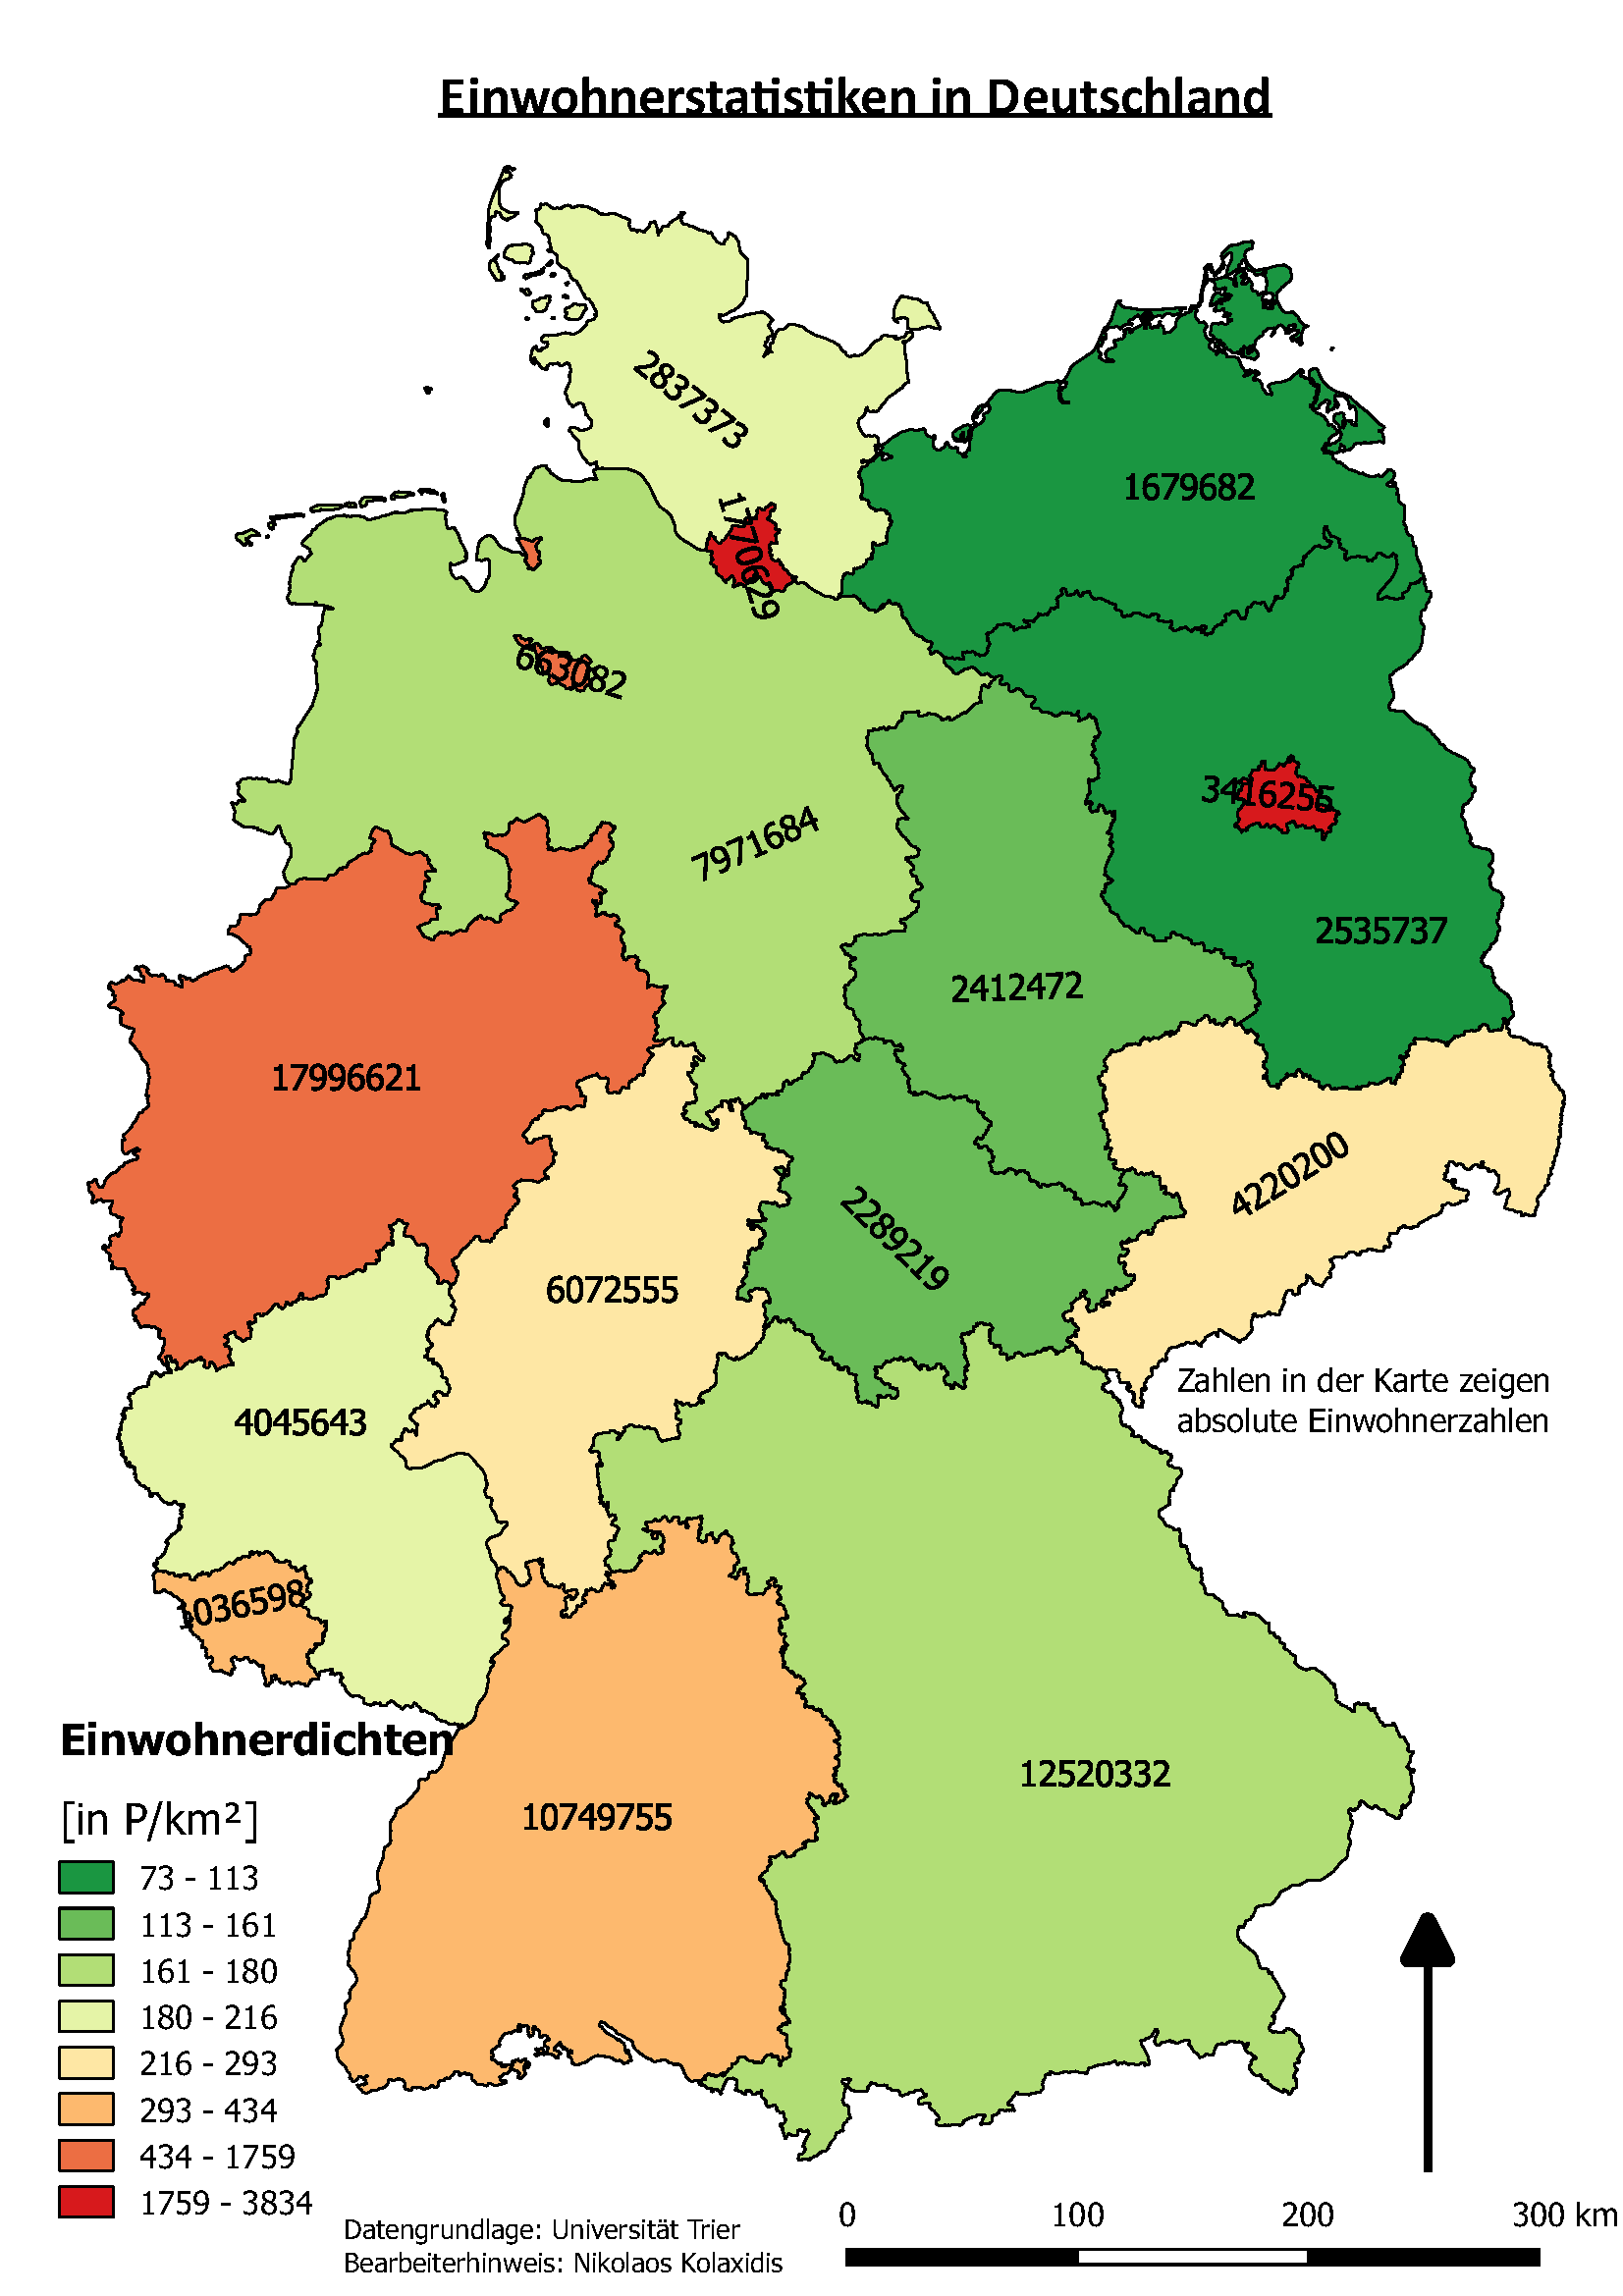 Einwohnerstatistiken in Deutschland
2837373
1679682
1770629
663082
3416255
7971684
2535737
2412472
17996621
4220200
2289219
6072555
Zahlen in der Karte zeigen
absolute Einwohnerzahlen
4045643
1036598
Einwohnerdichten
12520332
10749755
[in P/km²]
73 - 113
113 - 161
161 - 180
180 - 216
216 - 293
293 - 434
434 - 1759
1759 - 3834
0 100 200 300 km
Datengrundlage: Universität Trier
Bearbeiterhinweis: Nikolaos Kolaxidis